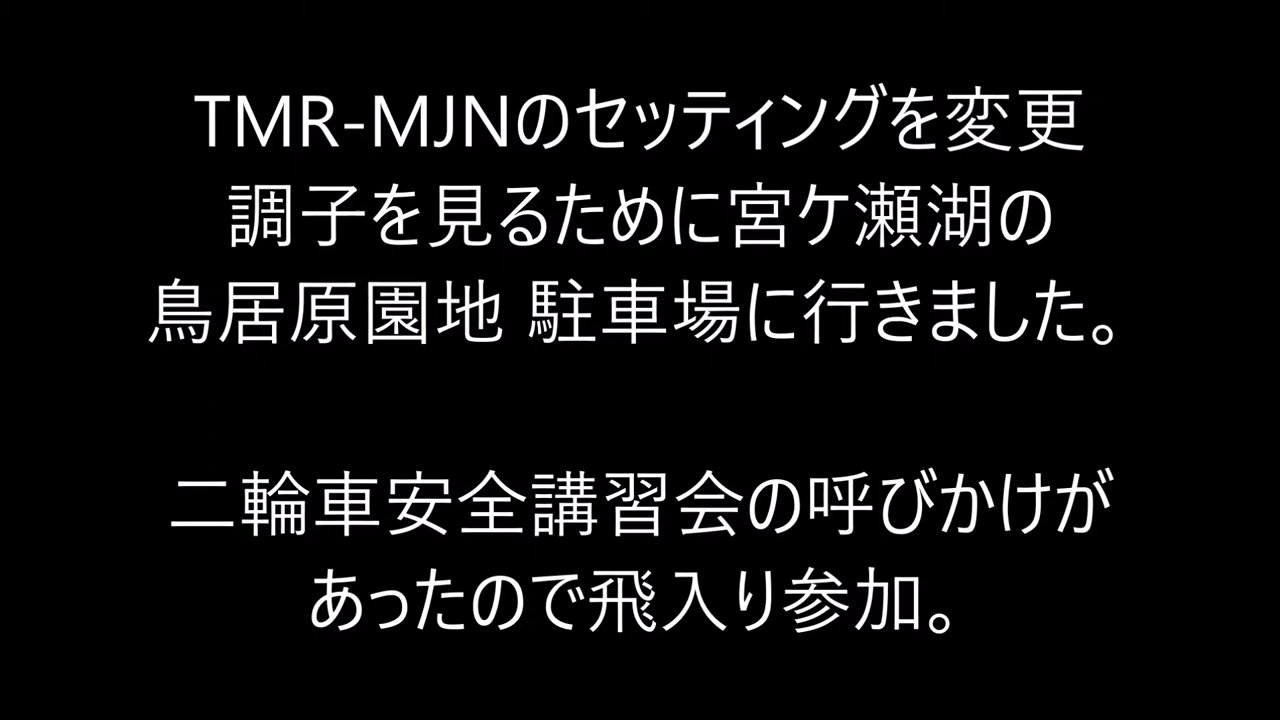 TMR-MJNのセッティングを変更
調子を見るために宮ケ瀬湖の
鳥居原園地 駐車場に行きました。
二輪車安全講習会の呼びかけが
あったので飛入り参加。